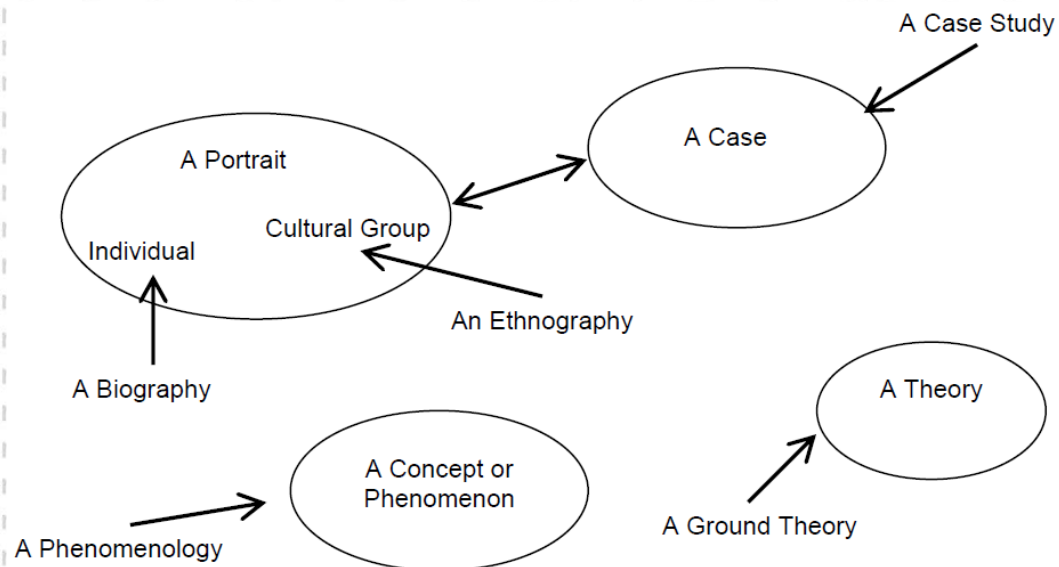 A Case Study
A Case
A Portrait
Cultural Group
Individual
An Ethnography
A Biography
A Theory
A Concept or
Phenomenon
A Ground Theory
A Phenomenology